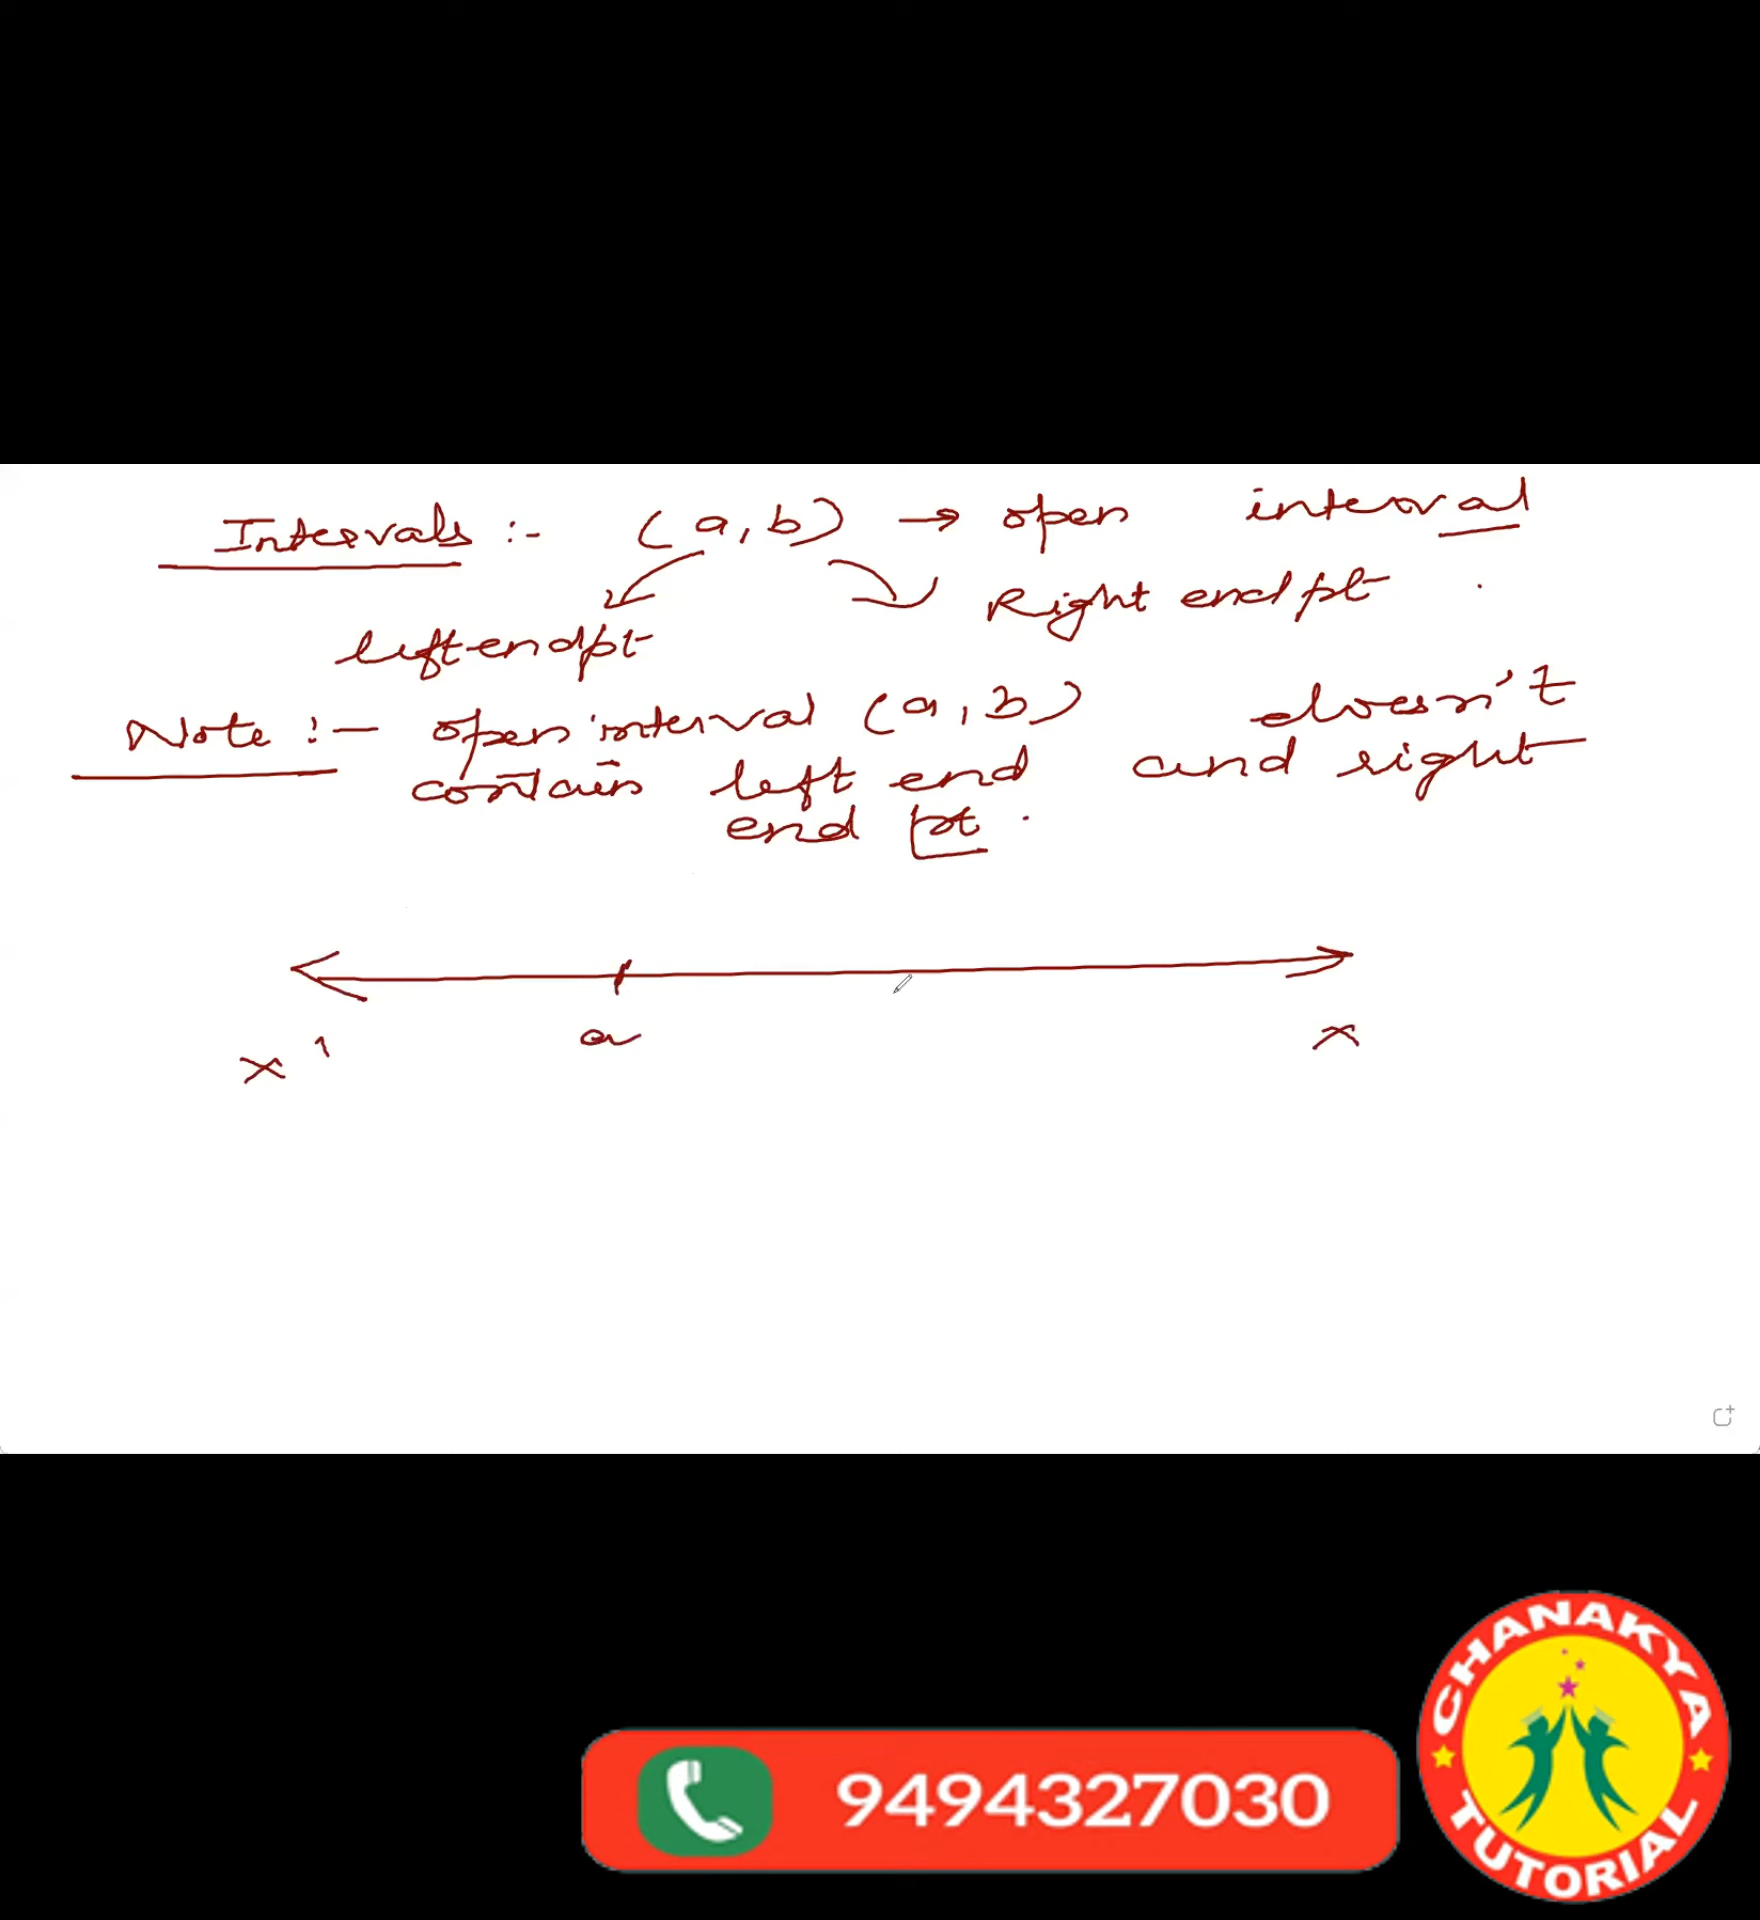 Intervals :- (a, b) → open interval
Right end pt.
left end pt
Note :- open interval (a, b) doesn't
contain left end and right
end pt.
a
x' x
9494327030
CHANAKYA
TUTORIAL